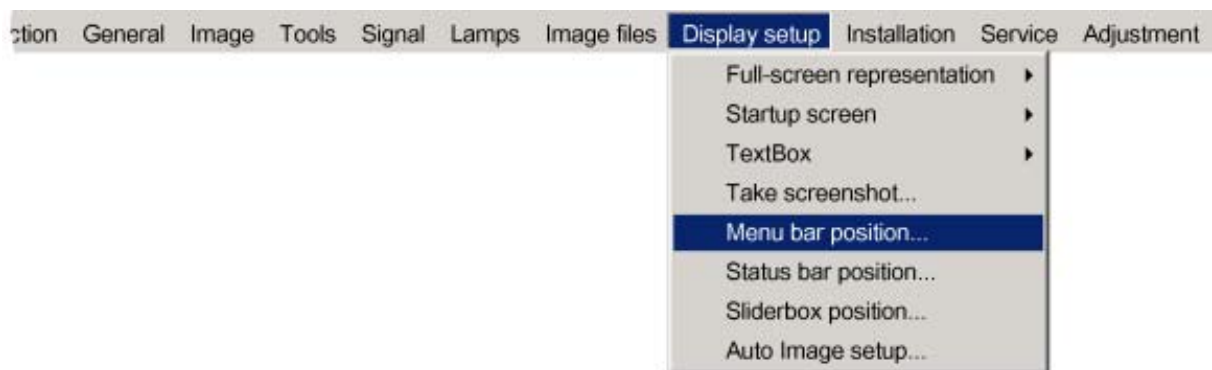 ction General Image Tools Signal Lamps Image files Display setup Installation Service Adjustment
Full-screen representation
Startup screen
TextBox
Take screenshot...
Menu bar position...
Status bar position...
Sliderbox position...
Auto Image setup...